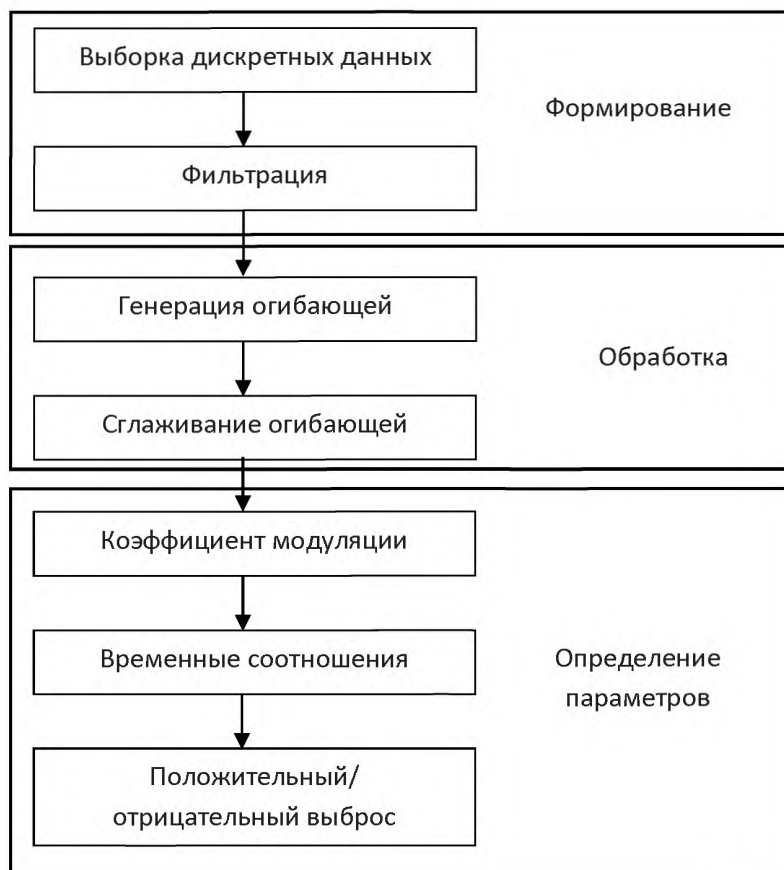 Выборка дискретных данных
Формирование
Фильтрация
Генерация огибающей
Обработка
Сглаживание огибающей
Коэффициент модуляции
Временные соотношения
Определение
параметров
Положительный/
отрицательный выброс